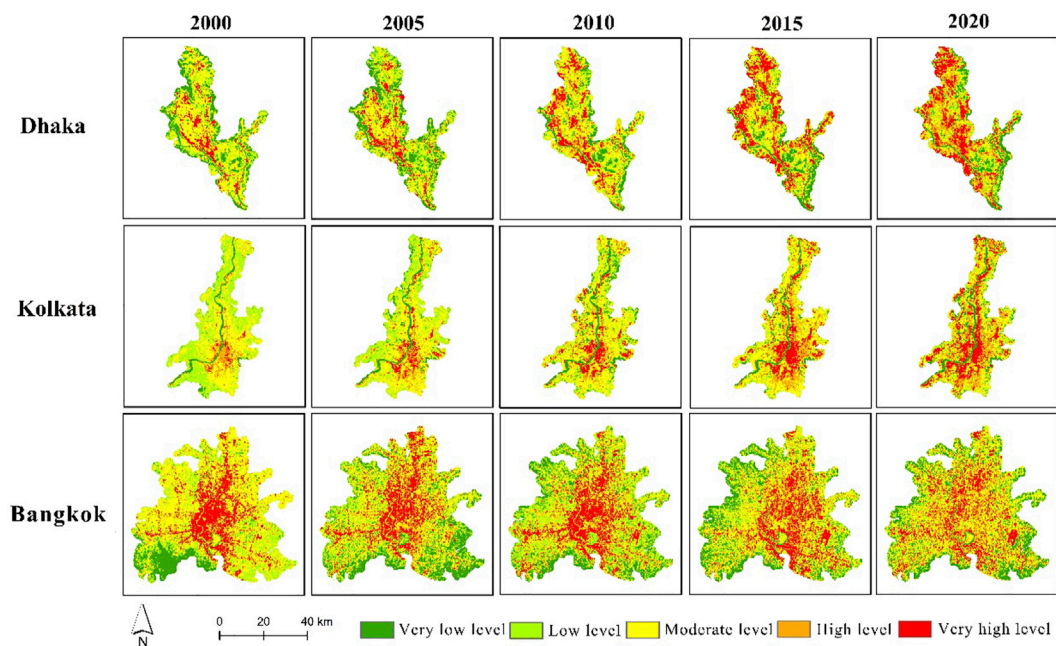 2000 2005 2010 2015 2020
Dhaka
Kolkata
Bangkok
N
0 20 40 km
Very low level Low level Moderate level High level Very high level